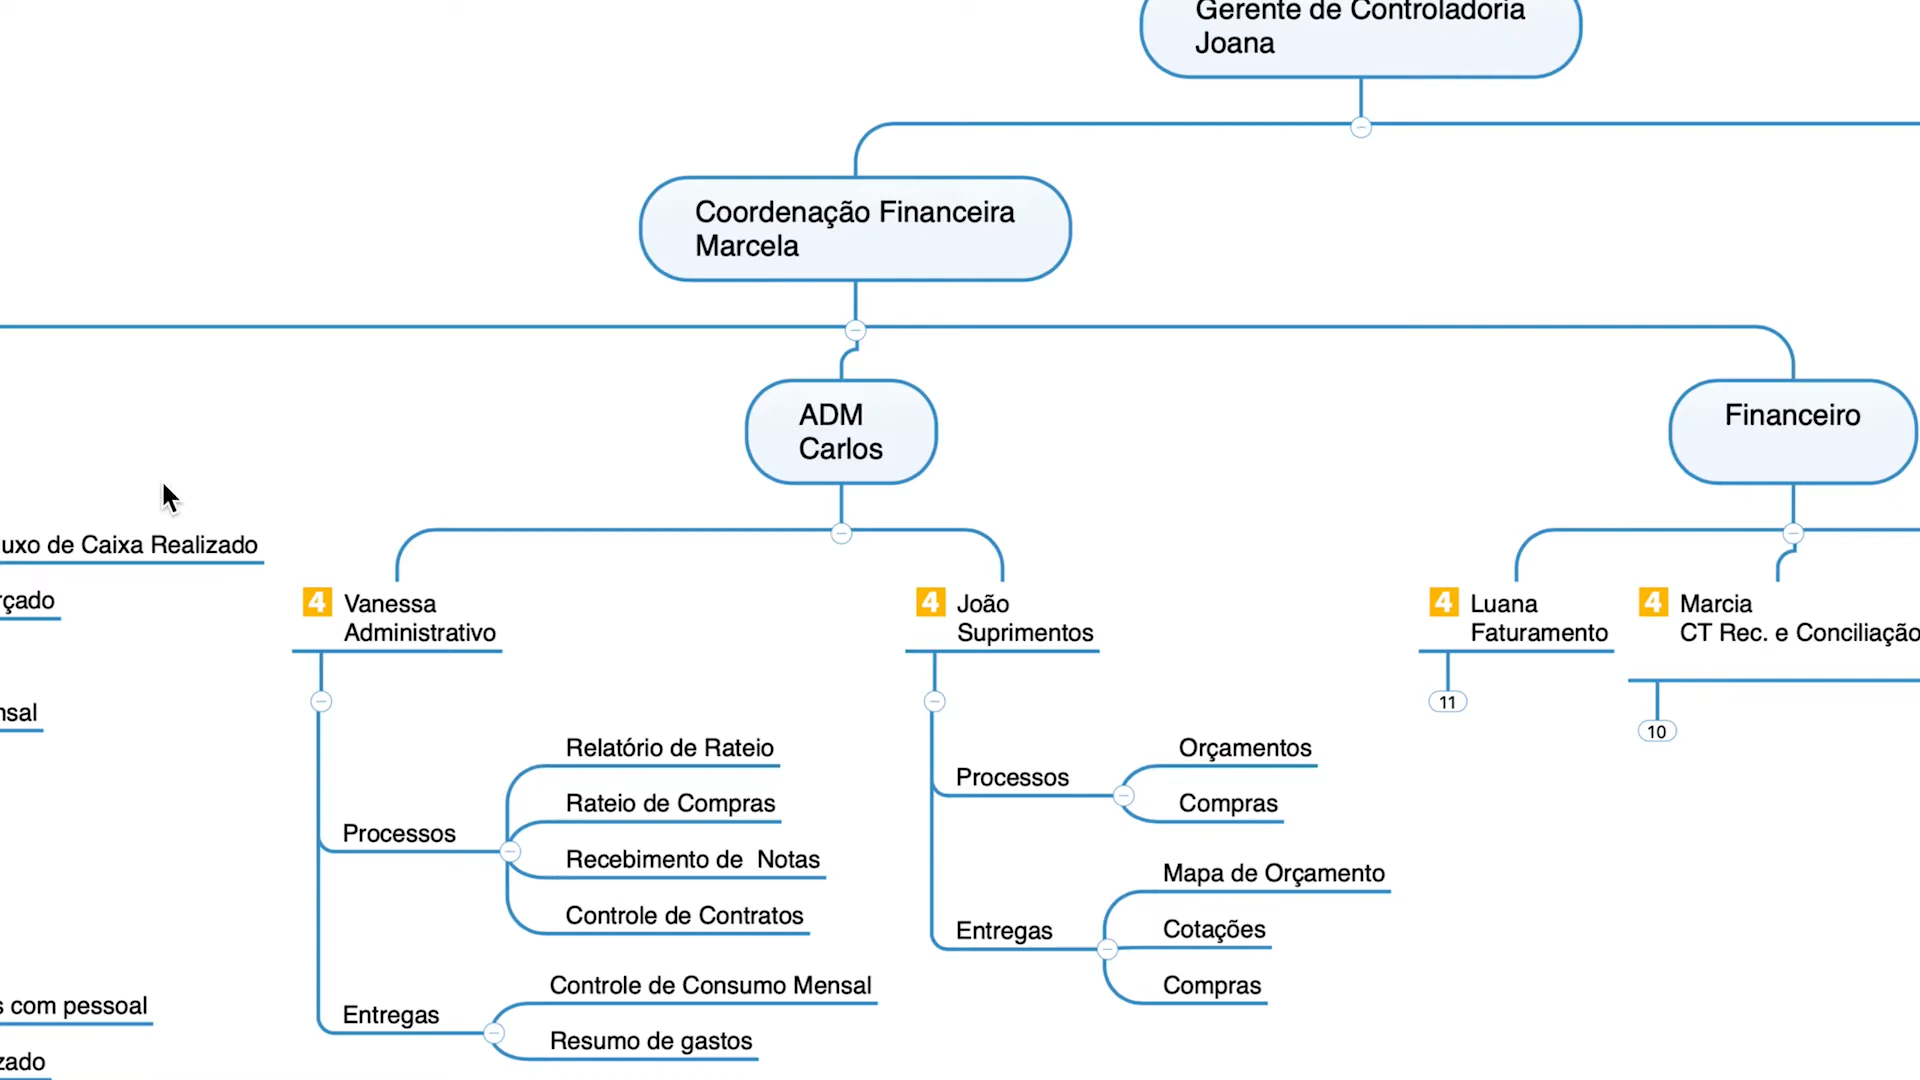 Gerente de Controladoria
Joana
Coordenação Financeira
Marcela
ADM
Carlos
Financeiro
uxo de Caixa Realizado
rçado
nsal
s com pessoal
zado
4 Vanessa
Administrativo
Processos
Relatório de Rateio
Rateio de Compras
Recebimento de  Notas
Controle de Contratos
Entregas
Controle de Consumo Mensal
Resumo de gastos
4 João
Suprimentos
Processos
Orçamentos
Compras
Entregas
Mapa de Orçamento
Cotações
Compras
4 Luana
Faturamento
11
4 Marcia
CT Rec. e Conciliação
10